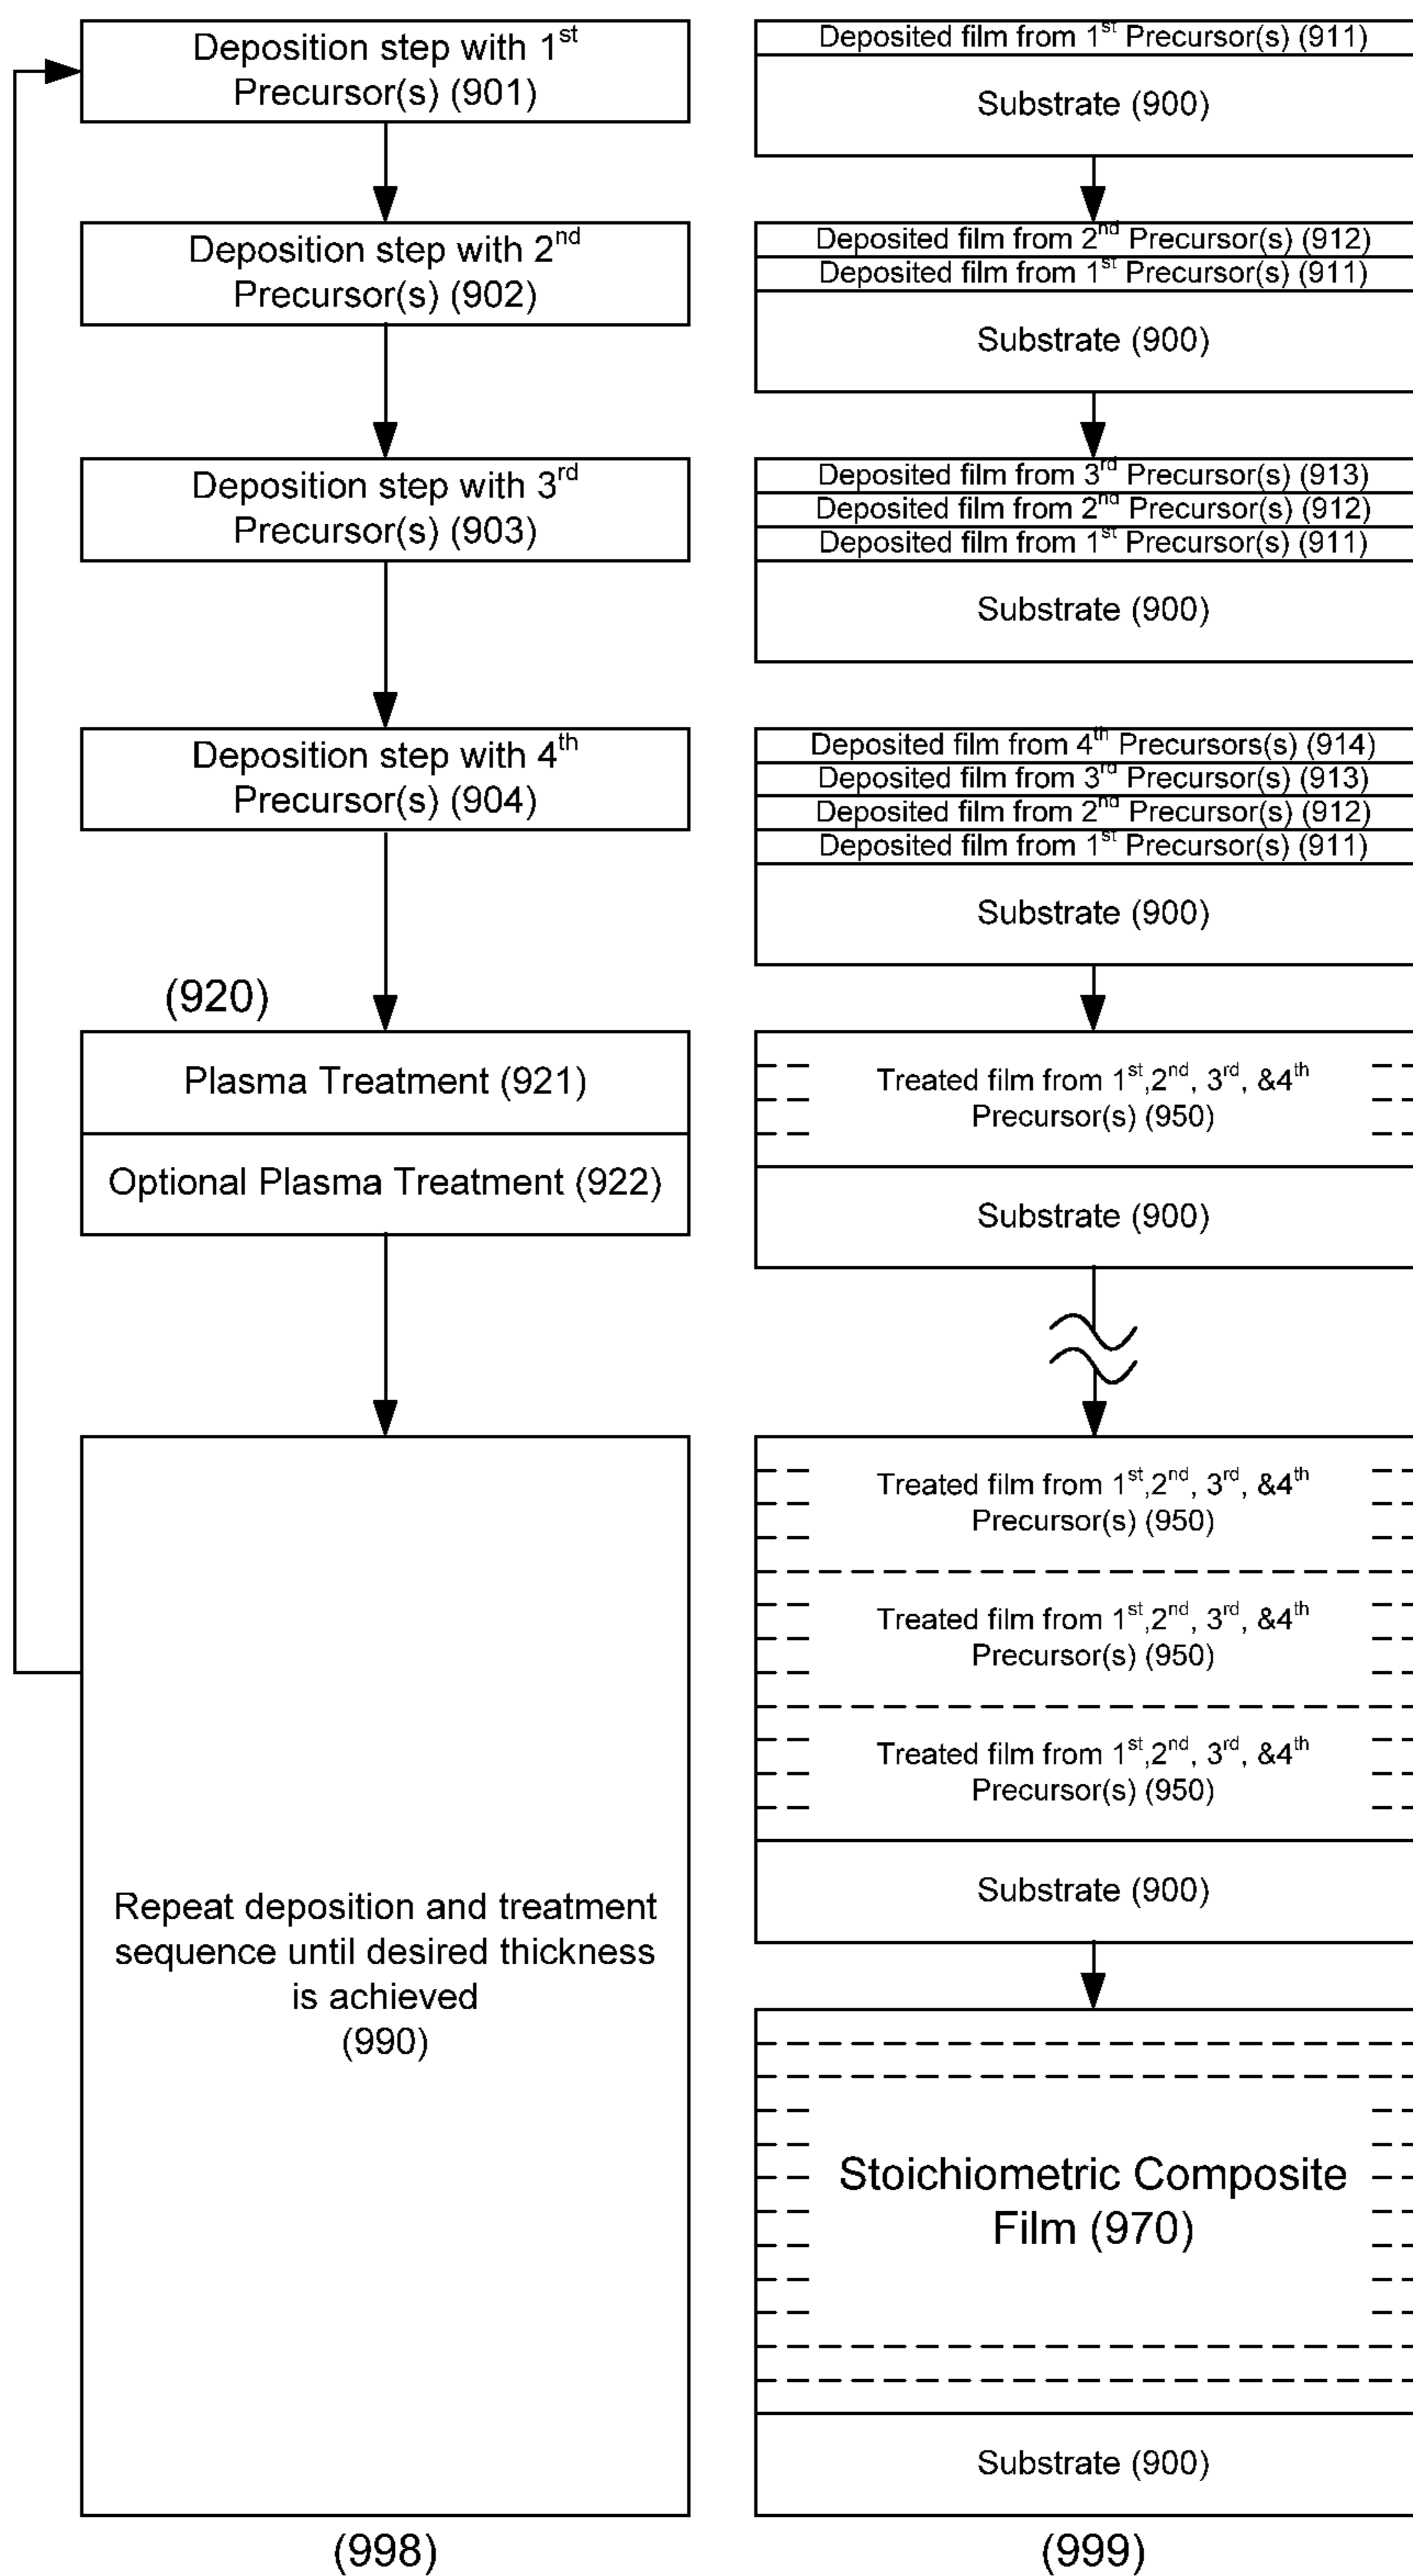 Deposition step with 1st
Precursor(s) (901)
Deposition step with 2nd
Precursor(s) (902)
Deposition step with 3rd
Precursor(s) (903)
Deposition step with 4th
Precursor(s) (904)
(920)
Plasma Treatment (921)
Optional Plasma Treatment (922)
Repeat deposition and treatment
sequence until desired thickness
is achieved
(990)
(998)
Deposited film from 1st Precursor(s) (911)
Substrate (900)
Deposited film from 2nd Precursor(s) (912)
Deposited film from 1st Precursor(s) (911)
Substrate (900)
Deposited film from 3rd Precursor(s) (913)
Deposited film from 2nd Precursor(s) (912)
Deposited film from 1st Precursor(s) (911)
Substrate (900)
Deposited film from 4th Precursors(s) (914)
Deposited film from 3rd Precursor(s) (913)
Deposited film from 2nd Precursor(s) (912)
Deposited film from 1st Precursor(s) (911)
Substrate (900)
Treated film from 1st,2nd, 3rd, &4th
Precursor(s) (950)
Substrate (900)
Treated film from 1st,2nd, 3rd, &4th
Precursor(s) (950)
Treated film from 1st,2nd, 3rd, &4th
Precursor(s) (950)
Treated film from 1st,2nd, 3rd, &4th
Precursor(s) (950)
Substrate (900)
Stoichiometric Composite
Film (970)
Substrate (900)
(999)